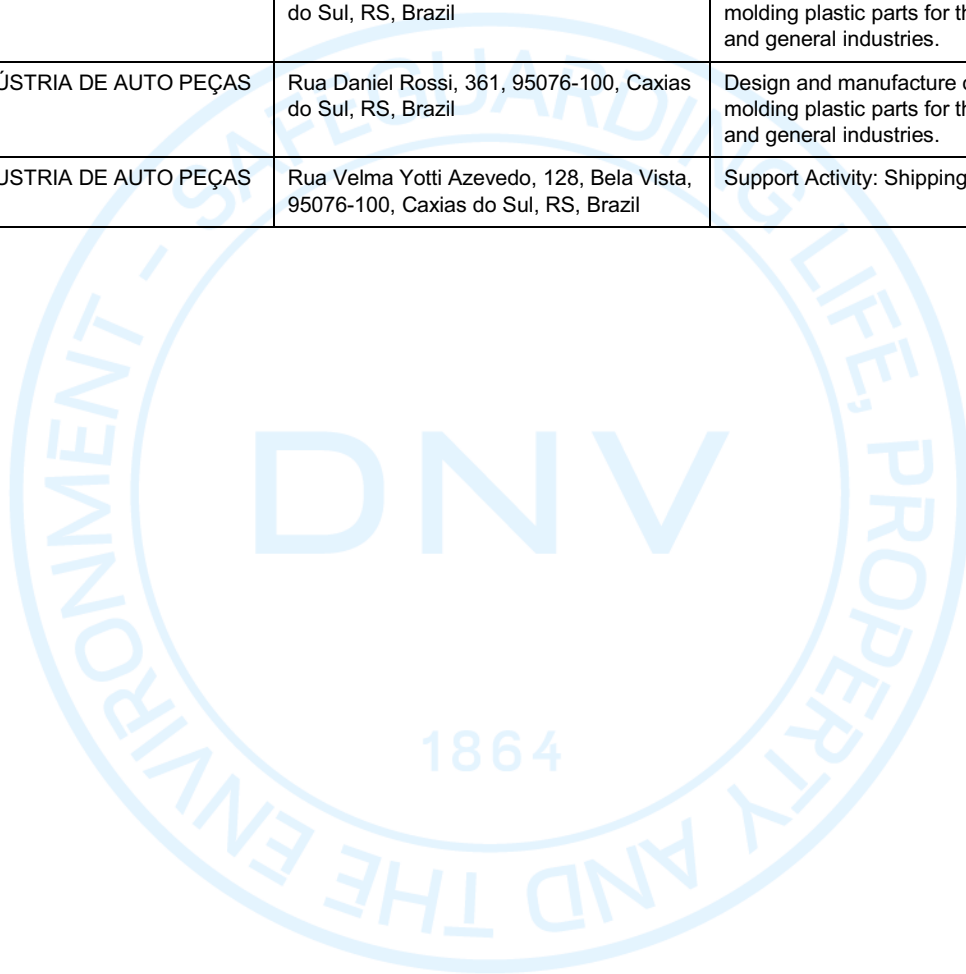 do Sul, RS, Brazil
molding plastic parts for th
and general industries.
ÚSTRIA DE AUTO PEÇAS
Rua Daniel Rossi, 361, 95076-100, Caxias
do Sul, RS, Brazil
Design and manufacture o
molding plastic parts for th
and general industries.
USTRIA DE AUTO PEÇAS
Rua Velma Yotti Azevedo, 128, Bela Vista,
95076-100, Caxias do Sul, RS, Brazil
Support Activity: Shipping
SAFEGUARDING LIFE, PROPERTY AND THE ENVIRONMENT -
DNV
1864